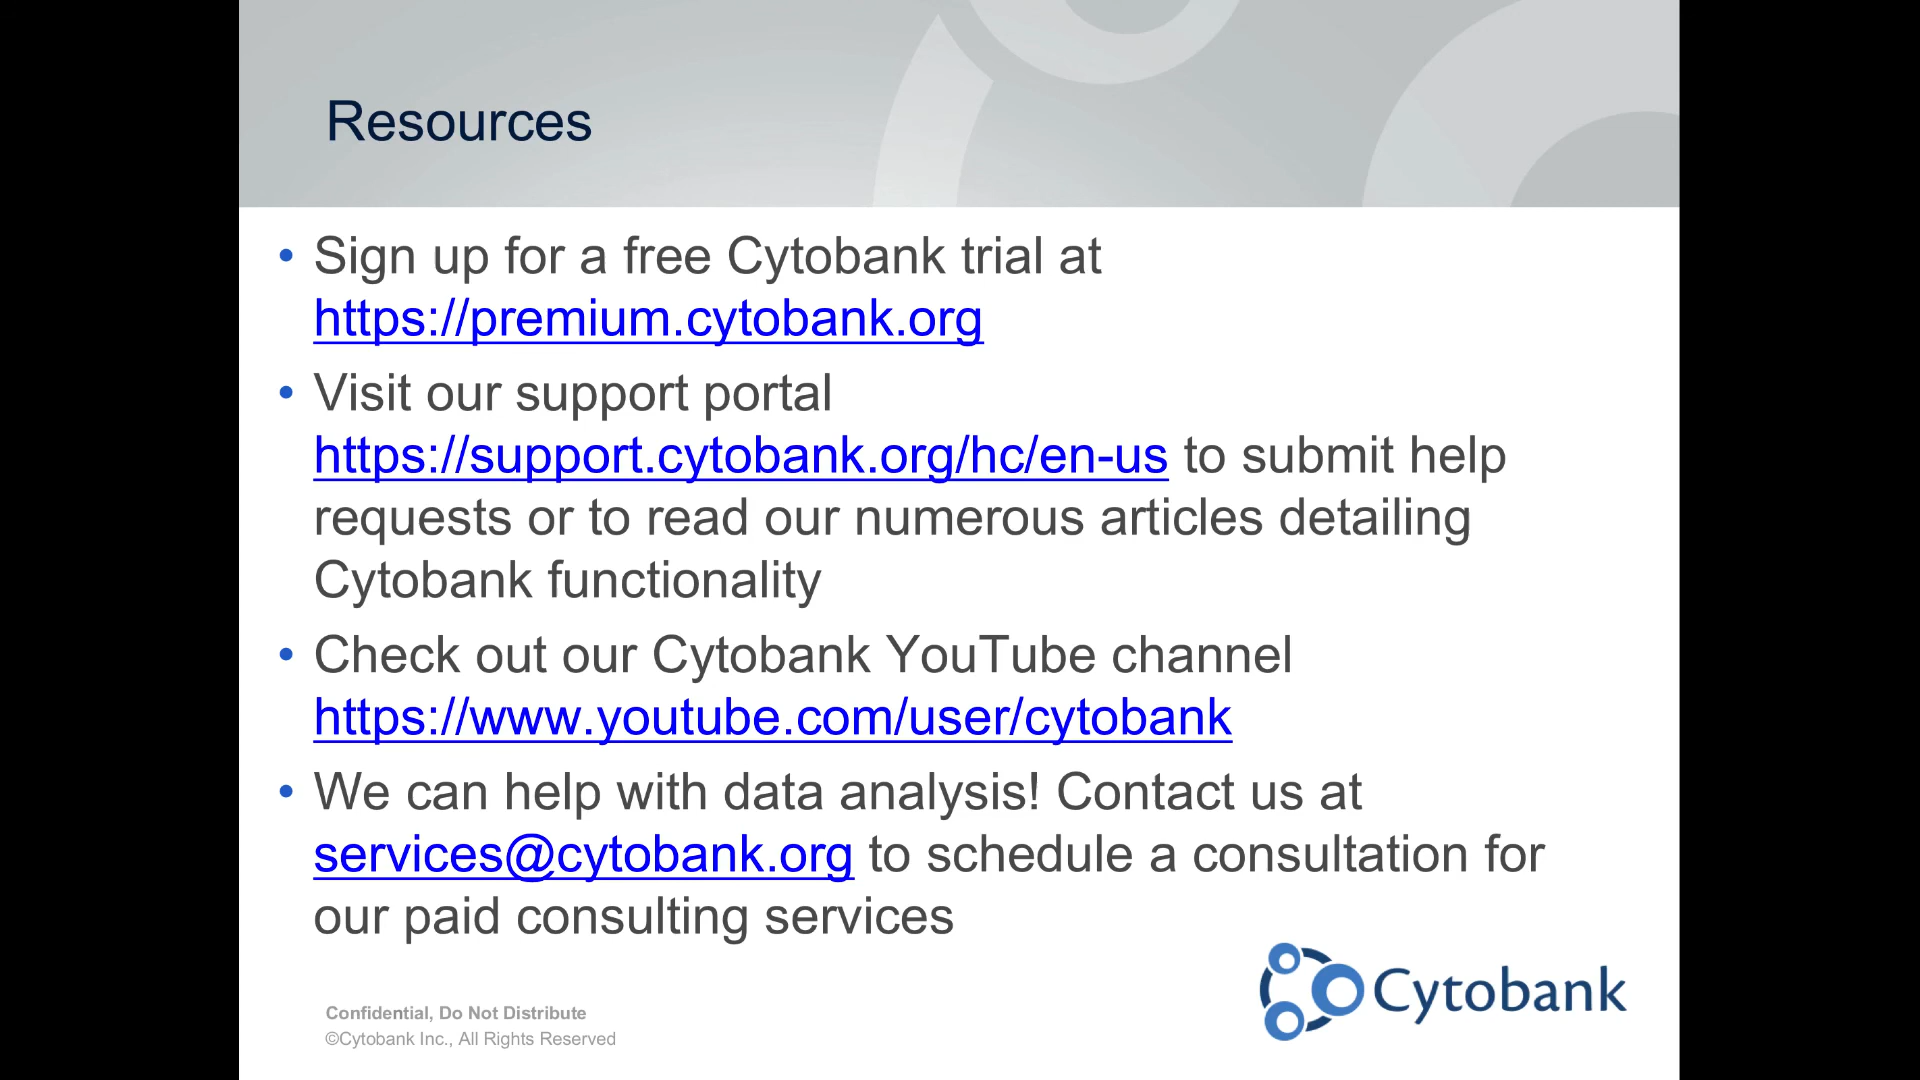 Resources
• Sign up for a free Cytobank trial at
https://premium.cytobank.org
• Visit our support portal
https://support.cytobank.org/hc/en-us to submit help
requests or to read our numerous articles detailing
Cytobank functionality
• Check out our Cytobank YouTube channel
https://www.youtube.com/user/cytobank
• We can help with data analysis! Contact us at
services@cytobank.org to schedule a consultation for
our paid consulting services
Cytobank
Confidential, Do Not Distribute
©Cytobank Inc., All Rights Reserved